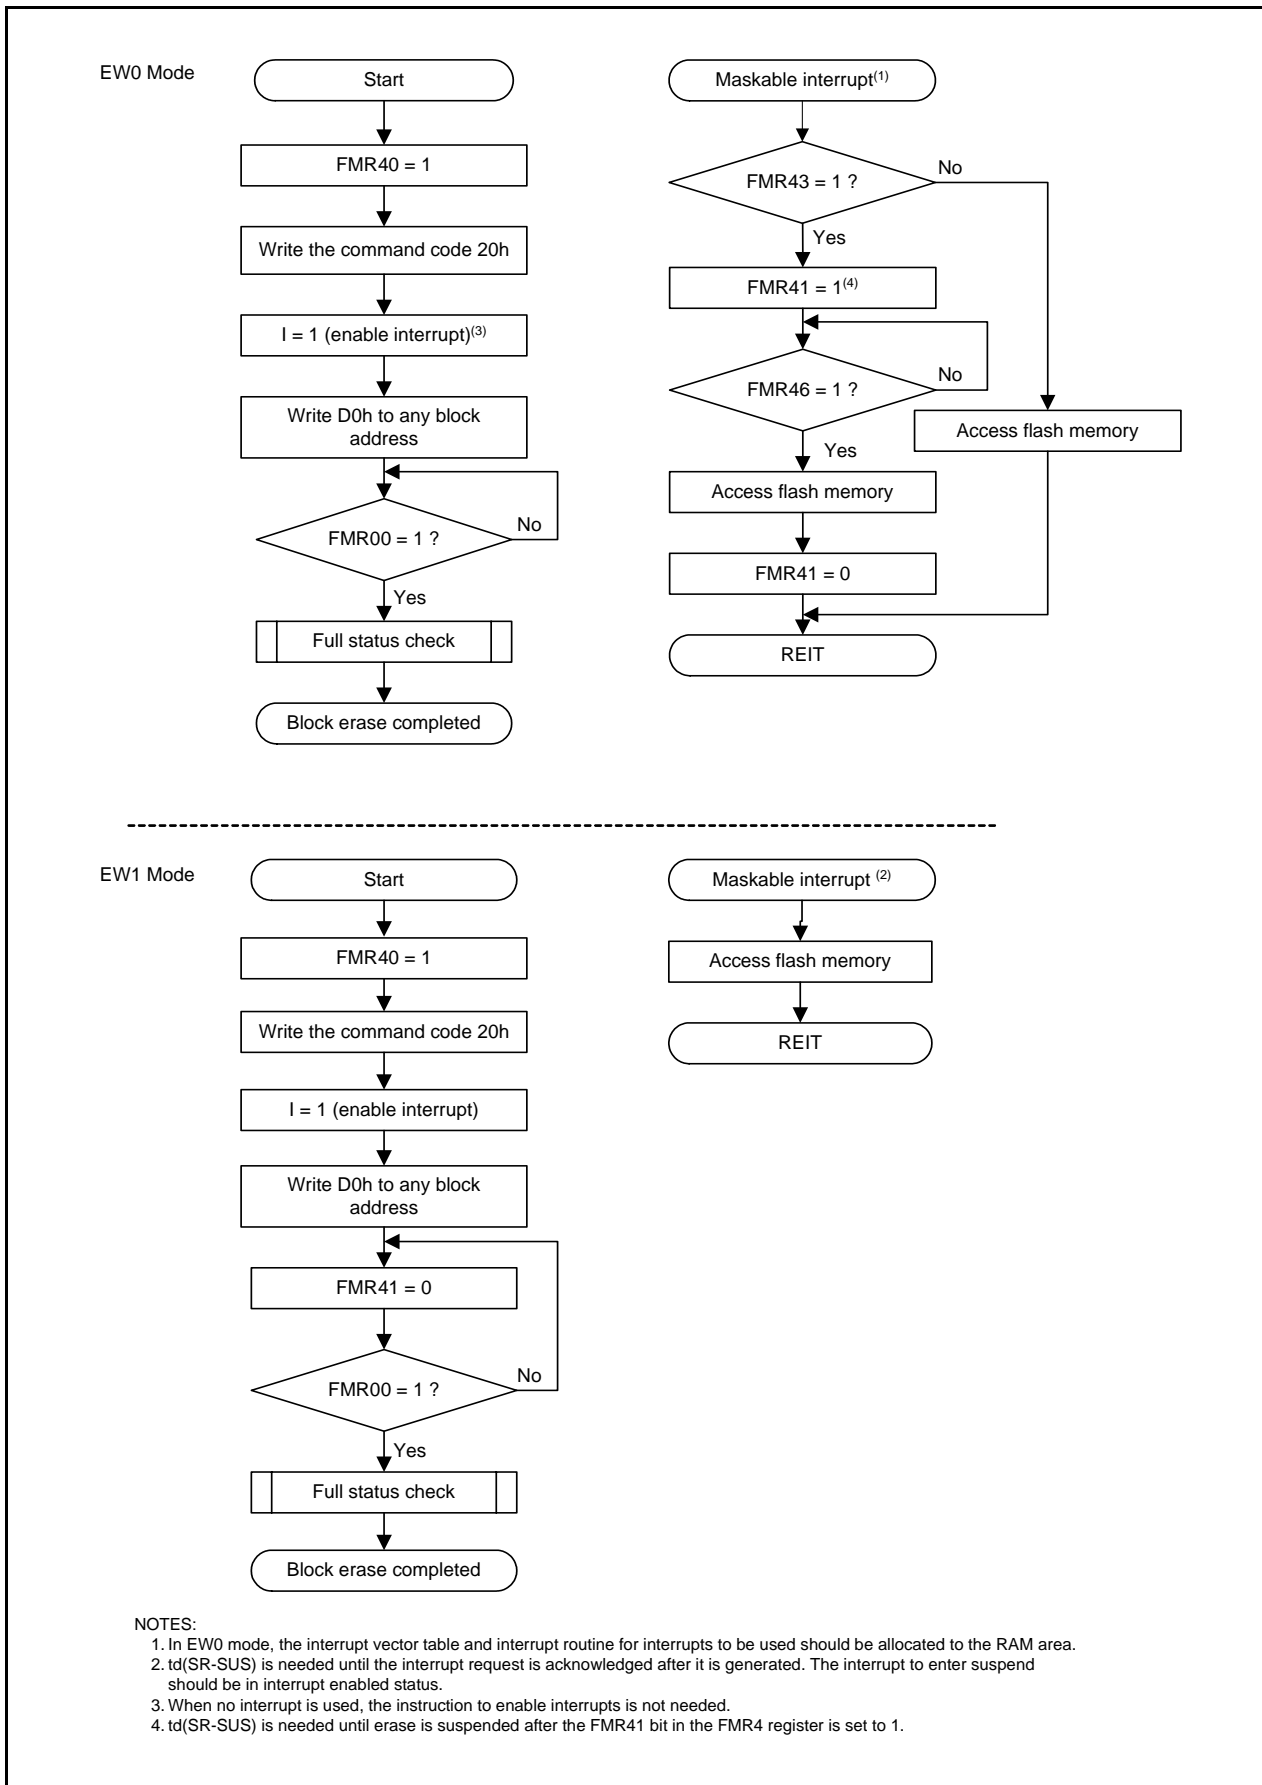 EW0 Mode
Start
FMR40 = 1
Write the command code 20h
I = 1 (enable interrupt)(3)
Write D0h to any block
address
FMR00 = 1 ?
No
Yes
Full status check
Block erase completed
Maskable interrupt(1)
FMR43 = 1 ?
No
Yes
FMR41 = 1(4)
FMR46 = 1 ?
No
Yes
Access flash memory
Access flash memory
FMR41 = 0
REIT
EW1 Mode
Start
FMR40 = 1
Write the command code 20h
I = 1 (enable interrupt)
Write D0h to any block
address
FMR41 = 0
FMR00 = 1 ?
No
Yes
Full status check
Block erase completed
Maskable interrupt (2)
Access flash memory
REIT
NOTES:
1. In EW0 mode, the interrupt vector table and interrupt routine for interrupts to be used should be allocated to the RAM area.
2. td(SR-SUS) is needed until the interrupt request is acknowledged after it is generated. The interrupt to enter suspend
should be in interrupt enabled status.
3. When no interrupt is used, the instruction to enable interrupts is not needed.
4. td(SR-SUS) is needed until erase is suspended after the FMR41 bit in the FMR4 register is set to 1.